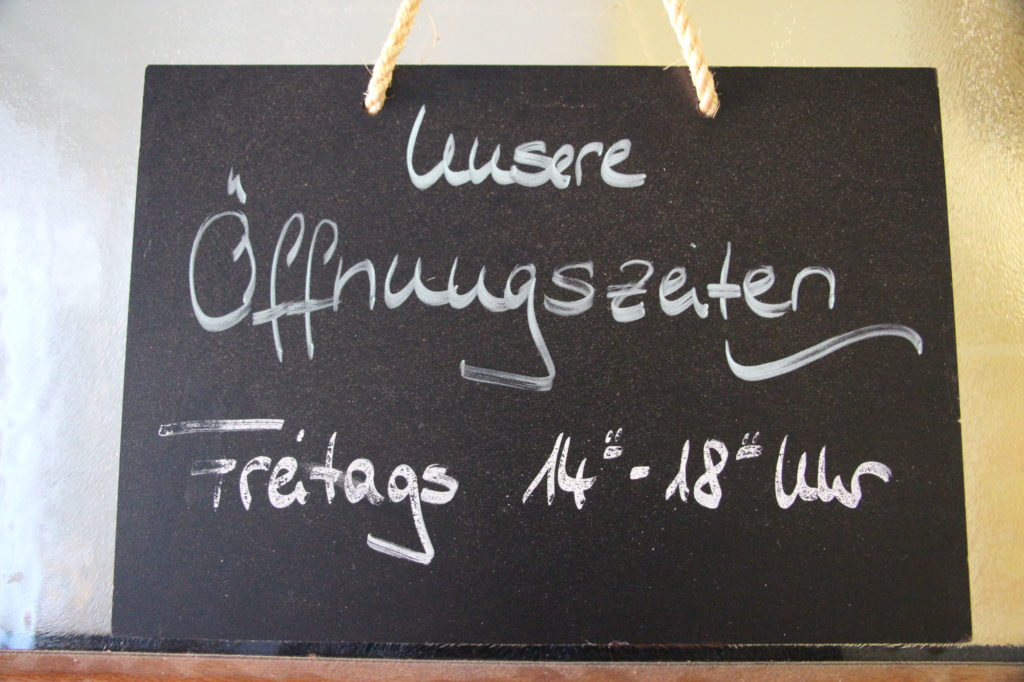 Unsere
Öffnungszeiten
Freitags 14°° - 18°° Uhr